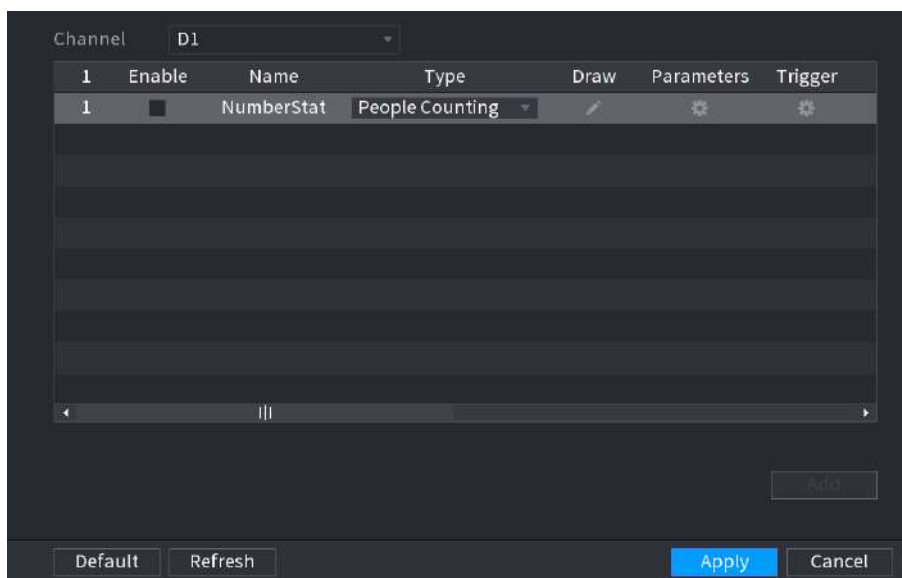 Channel D1
1 Enable Name Type Draw Parameters Trigger
1 NumberStat People Counting
Add
Default Refresh Apply Cancel